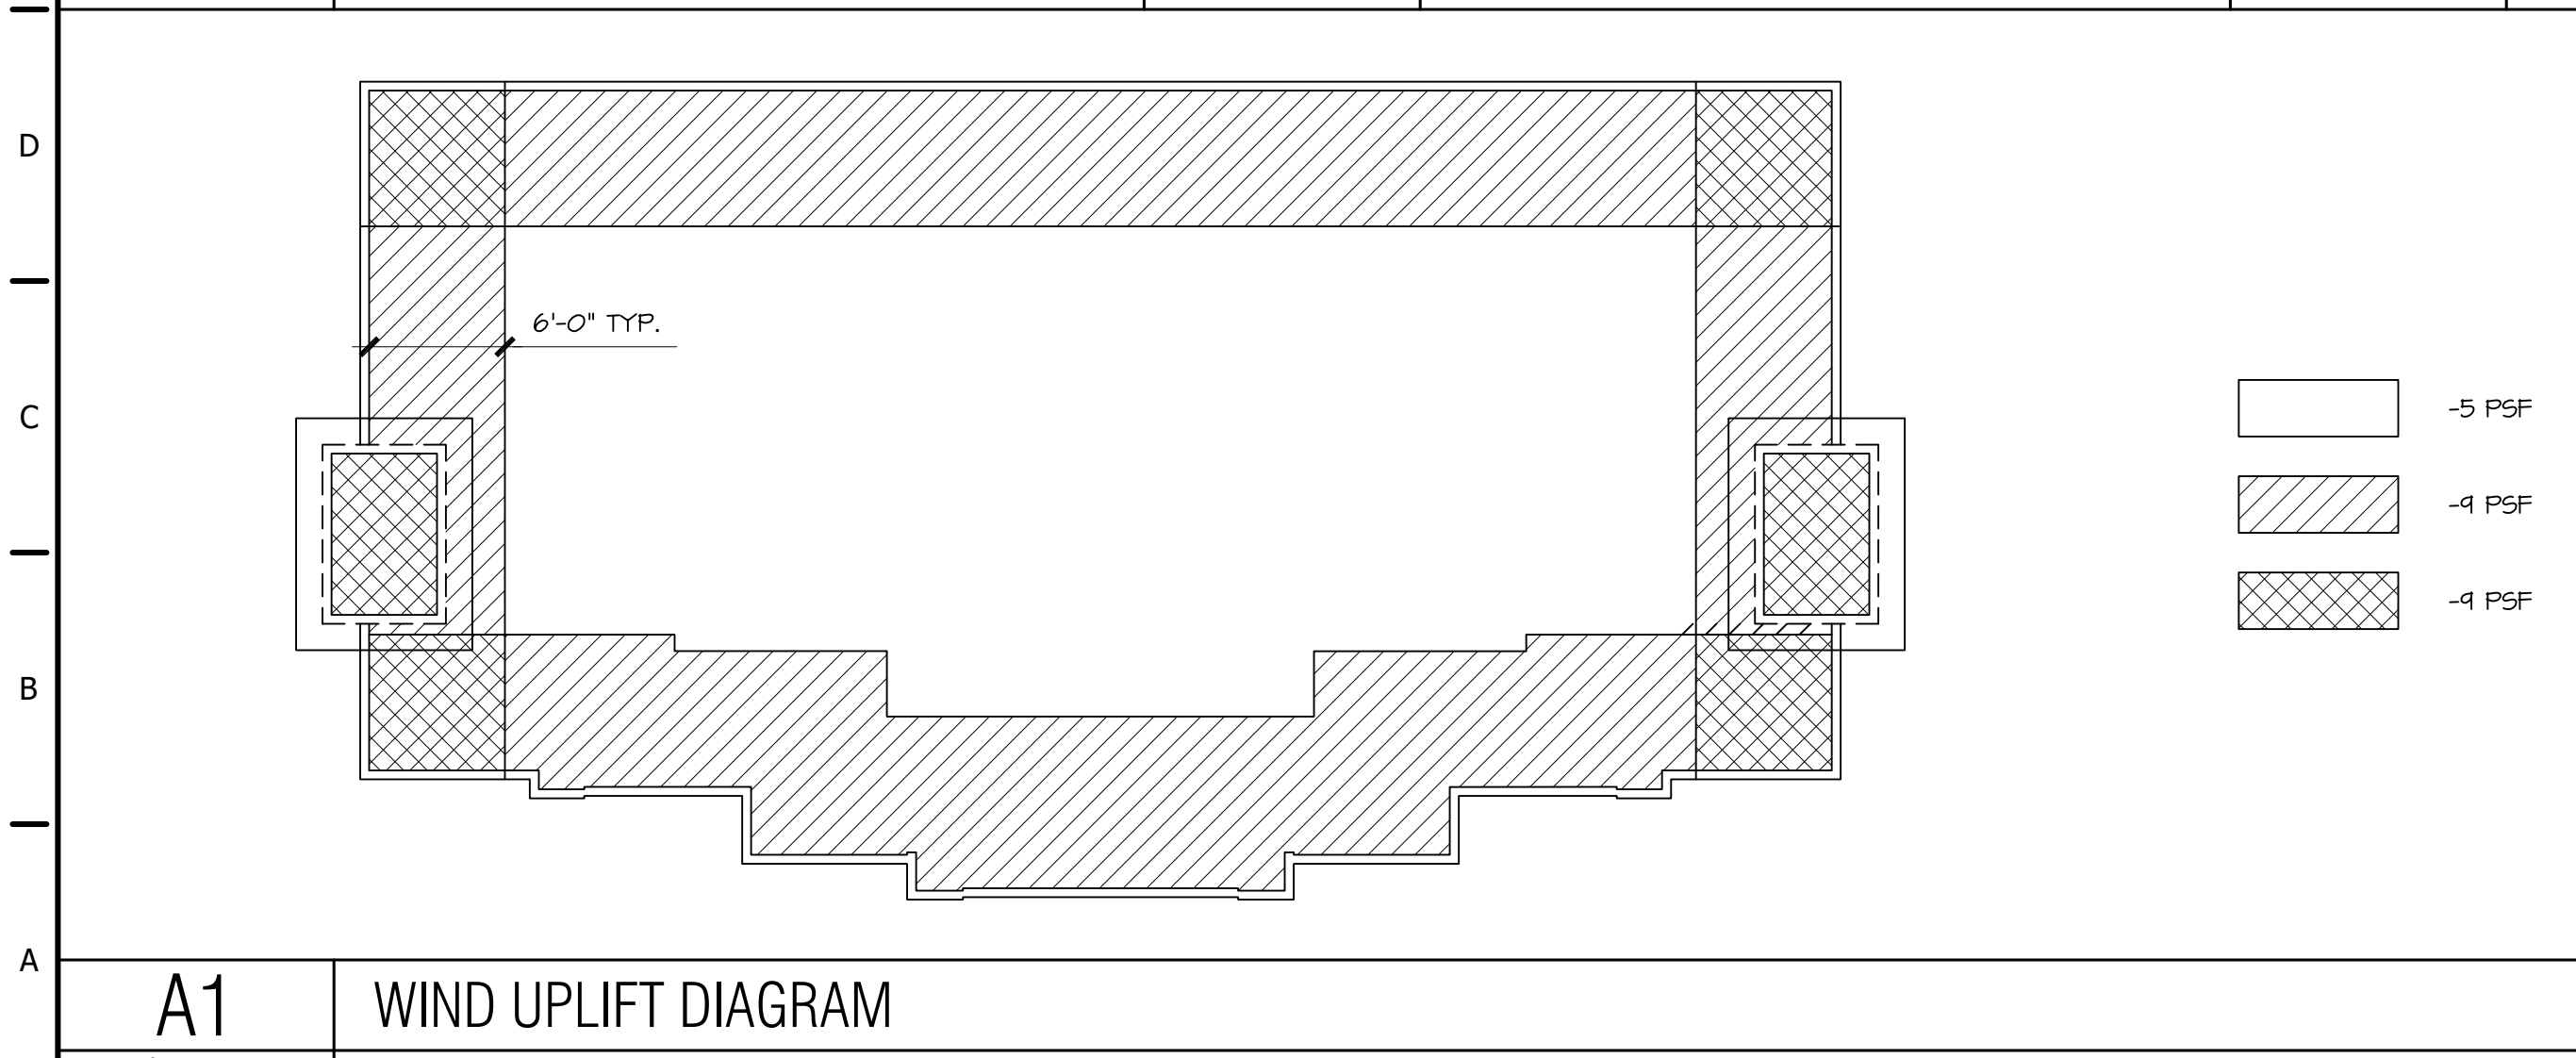 D
6'-0" TYP.
C
-5 PSF
-9 PSF
-9 PSF
B
A
A1
WIND UPLIFT DIAGRAM